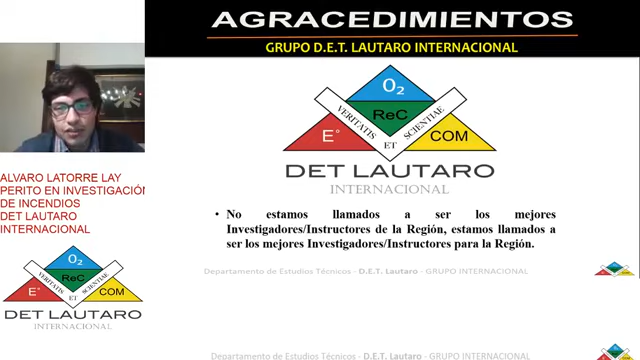 AGRACEDIMIENTOS
GRUPO D.E.T. LAUTARO INTERNACIONAL
O₂
ReC
E°
COM
VERITATIS
ET
SCIENTIAE
DET LAUTARO
INTERNACIONAL
• No estamos llamados a ser los mejores
Investigadores/Instructores de la Región, estamos llamados a
ser los mejores Investigadores/Instructores para la Región.
Departamento de Estudios Técnicos - D.E.T. Lautaro - GRUPO INTERNACIONAL
ALVARO LATORRE LAY
PERITO EN INVESTIGACIÓN
DE INCENDIOS
DET LAUTARO
INTERNACIONAL
O₂
ReC
E°
COM
VERITATIS
ET
SCIENTIAE
DET LAUTARO
INTERNACIONAL
Departamento de Estudios Técnicos - D.E.T. Lautaro - GRUPO INTERNACIONAL